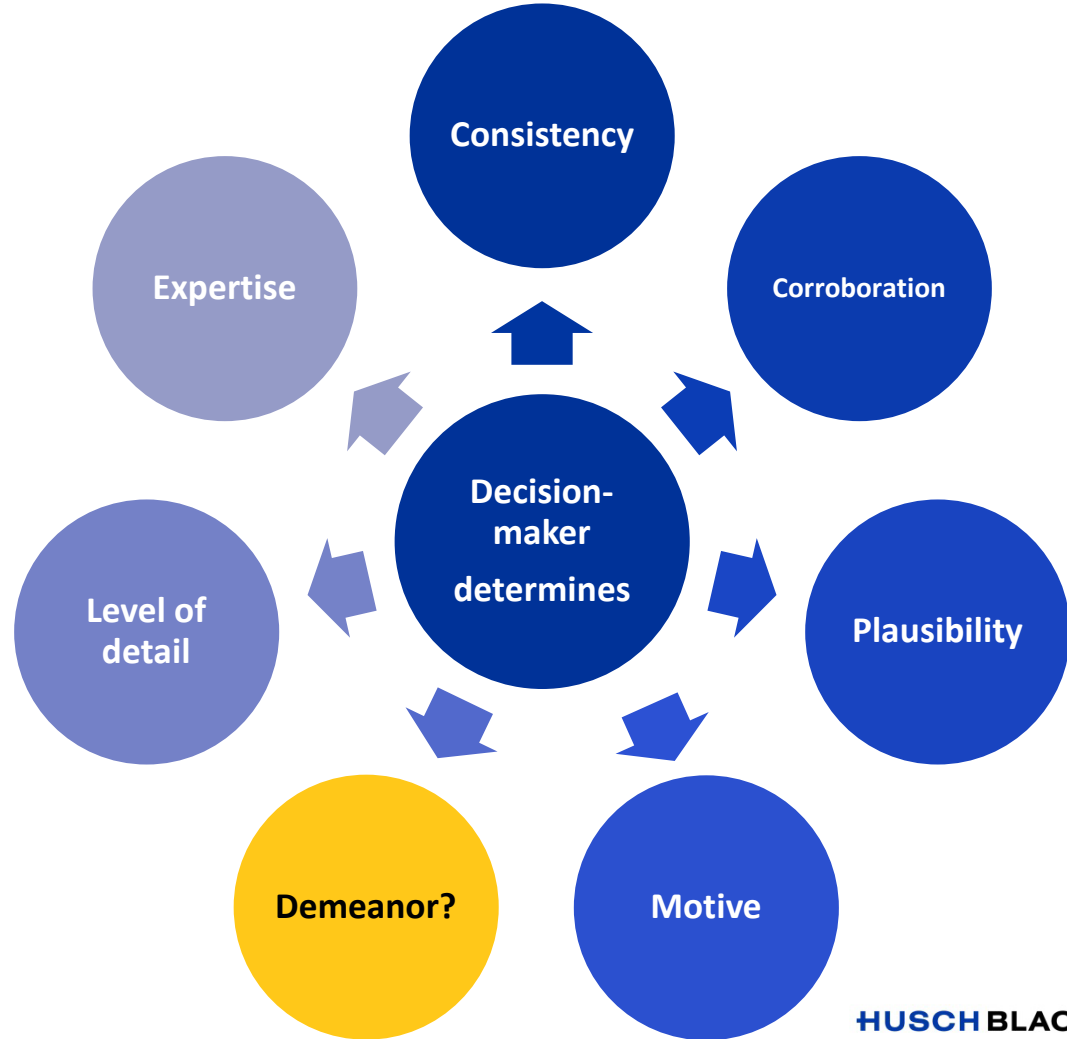 Consistency
Corroboration
Plausibility
Motive
Demeanor?
Level of
detail
Expertise
Decision-
maker
determines
HUSCH BLAC